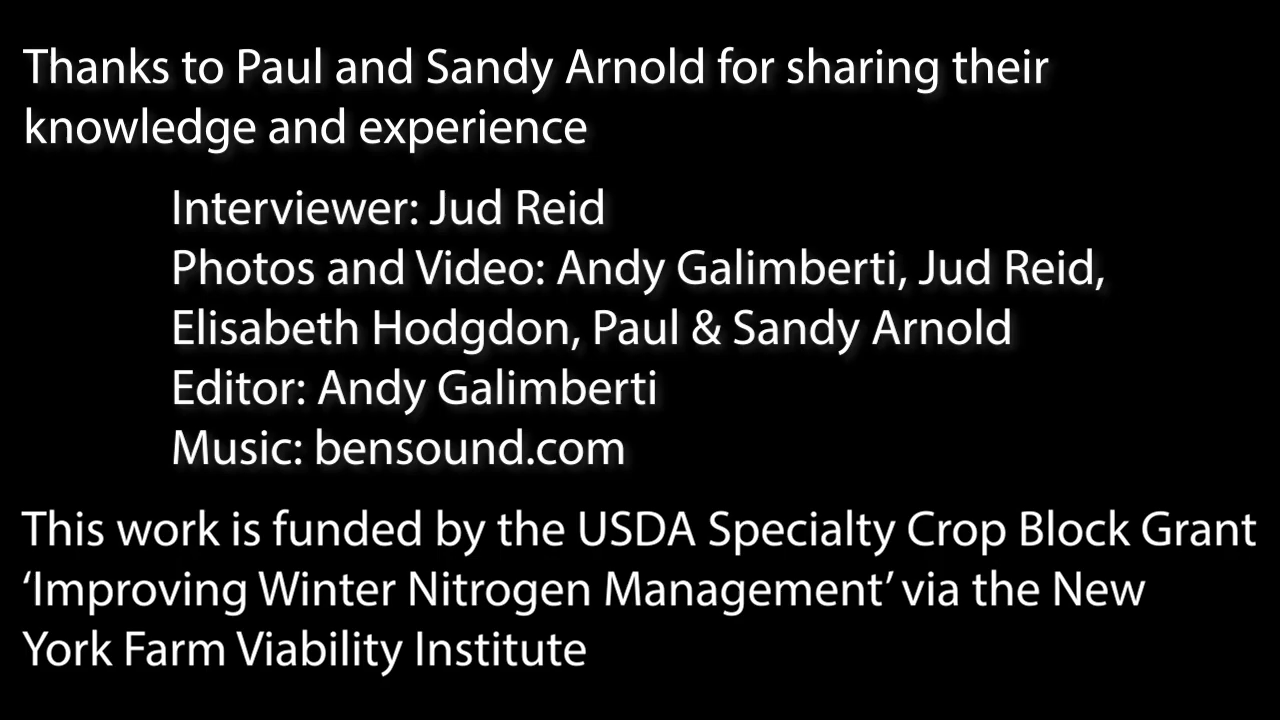 Thanks to Paul and Sandy Arnold for sharing their
knowledge and experience
Interviewer: Jud Reid
Photos and Video: Andy Galimberti, Jud Reid,
Elisabeth Hodgdon, Paul & Sandy Arnold
Editor: Andy Galimberti
Music: bensound.com
This work is funded by the USDA Specialty Crop Block Grant
‘Improving Winter Nitrogen Management’ via the New
York Farm Viability Institute